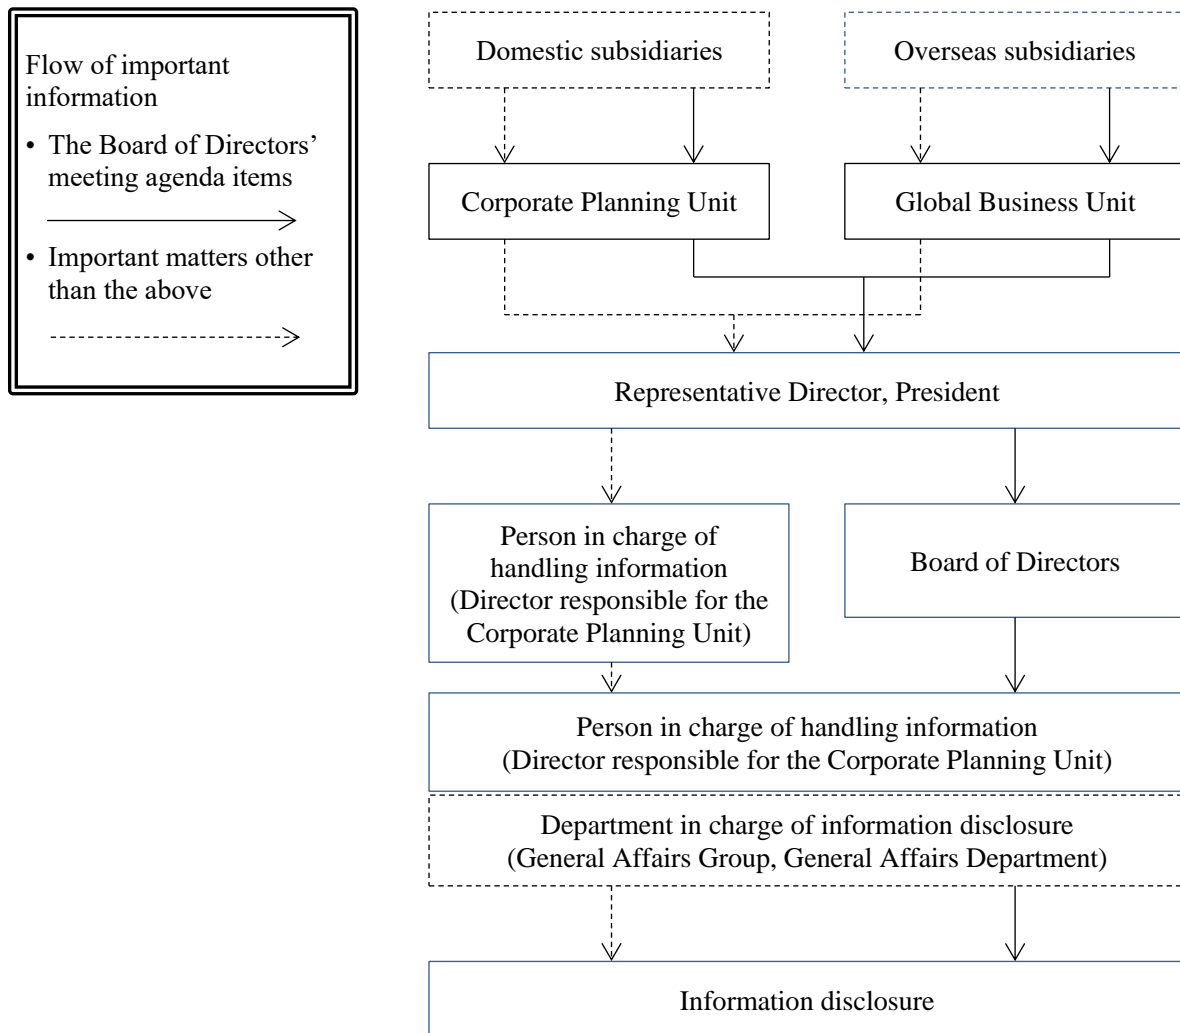 Flow of important
information
• The Board of Directors’
meeting agenda items
• Important matters other
than the above
Domestic subsidiaries
Overseas subsidiaries
Corporate Planning Unit
Global Business Unit
Representative Director, President
Person in charge of
handling information
(Director responsible for the
Corporate Planning Unit)
Board of Directors
Person in charge of handling information
(Director responsible for the Corporate Planning Unit)
Department in charge of information disclosure
(General Affairs Group, General Affairs Department)
Information disclosure